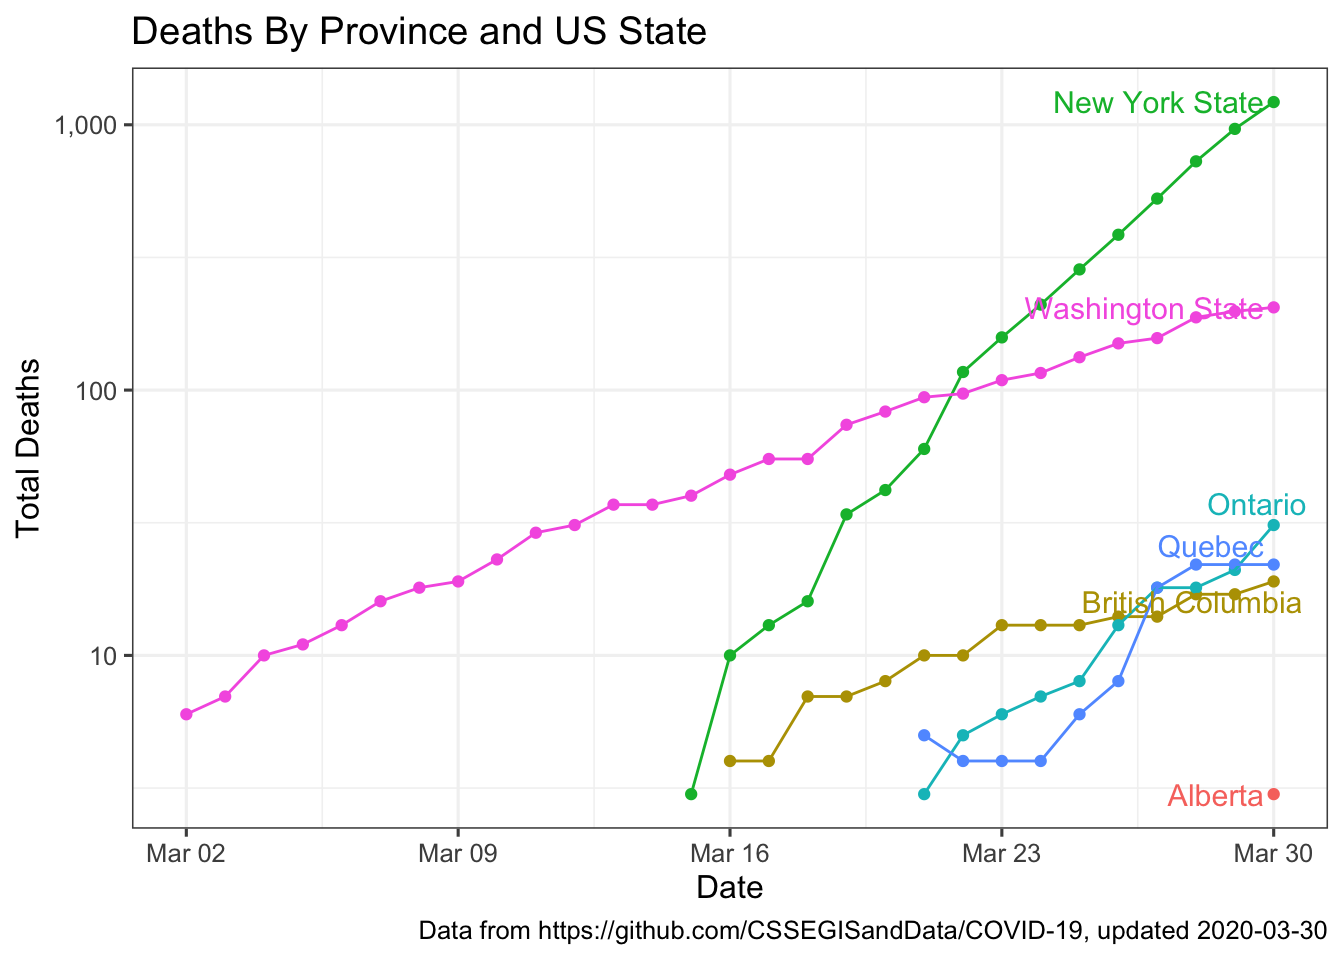 Deaths By Province and US State
New York State
1,000
Washington State
100
Ontario
Quebec
British Columbia
10
Alberta
Total Deaths
Mar 02 Mar 09 Mar 16 Mar 23 Mar 30
Date
Data from https://github.com/CSSEGISandData/COVID-19, updated 2020-03-30